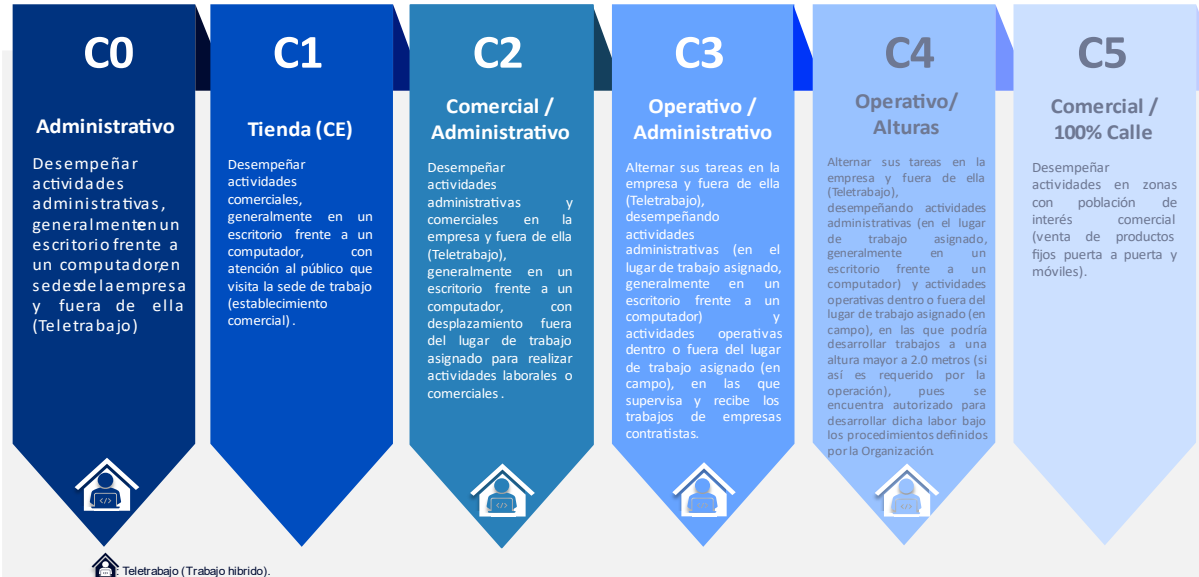 C0
Administrativo
Desempeñar
actividades
administrativas,
generalmente en un
escritorio frente a
un computador, en
sedes de la empresa
y fuera de ella
(Teletrabajo)
C1
Tienda (CE)
Desempeñar
actividades
comerciales,
generalmente en un
escritorio frente a un
computador, con
atención al público que
visita la sede de trabajo
(establecimiento
comercial).
C2
Comercial /
Administrativo
Desempeñar
actividades
administrativas y
comerciales en la
empresa y fuera de ella
(Teletrabajo),
generalmente en un
escritorio frente a un
computador, con
desplazamiento fuera
del lugar de trabajo
asignado para realizar
actividades laborales o
comerciales.
C3
Operativo /
Administrativo
Alternar sus tareas en la
empresa y fuera de ella
(Teletrabajo),
desempeñando
actividades
administrativas (en el
lugar de trabajo asignado,
generalmente en un
escritorio frente a un
computador) y
actividades operativas
dentro o fuera del lugar
de trabajo asignado (en
campo), en las que
supervisa y recibe los
trabajos de empresas
contratistas.
C4
Operativo/
Alturas
Alternar sus tareas en la
empresa y fuera de ella
(Teletrabajo),
desempeñando actividades
administrativas (en el lugar
de trabajo asignado,
generalmente en un
escritorio frente a un
computador) y actividades
operativas dentro o fuera del
lugar de trabajo asignado (en
campo), en las que podría
desarrollar trabajos a una
altura mayor a 2.0 metros (si
así es requerido por la
operación), pues se
encuentra autorizado para
desarrollar dicha labor bajo
los procedimientos definidos
por la Organización.
C5
Comercial /
100% Calle
Desempeñar
actividades en zonas
con población de
interés comercial
(venta de productos
fijos puerta a puerta y
móviles).
: Teletrabajo (Trabajo hibrido).